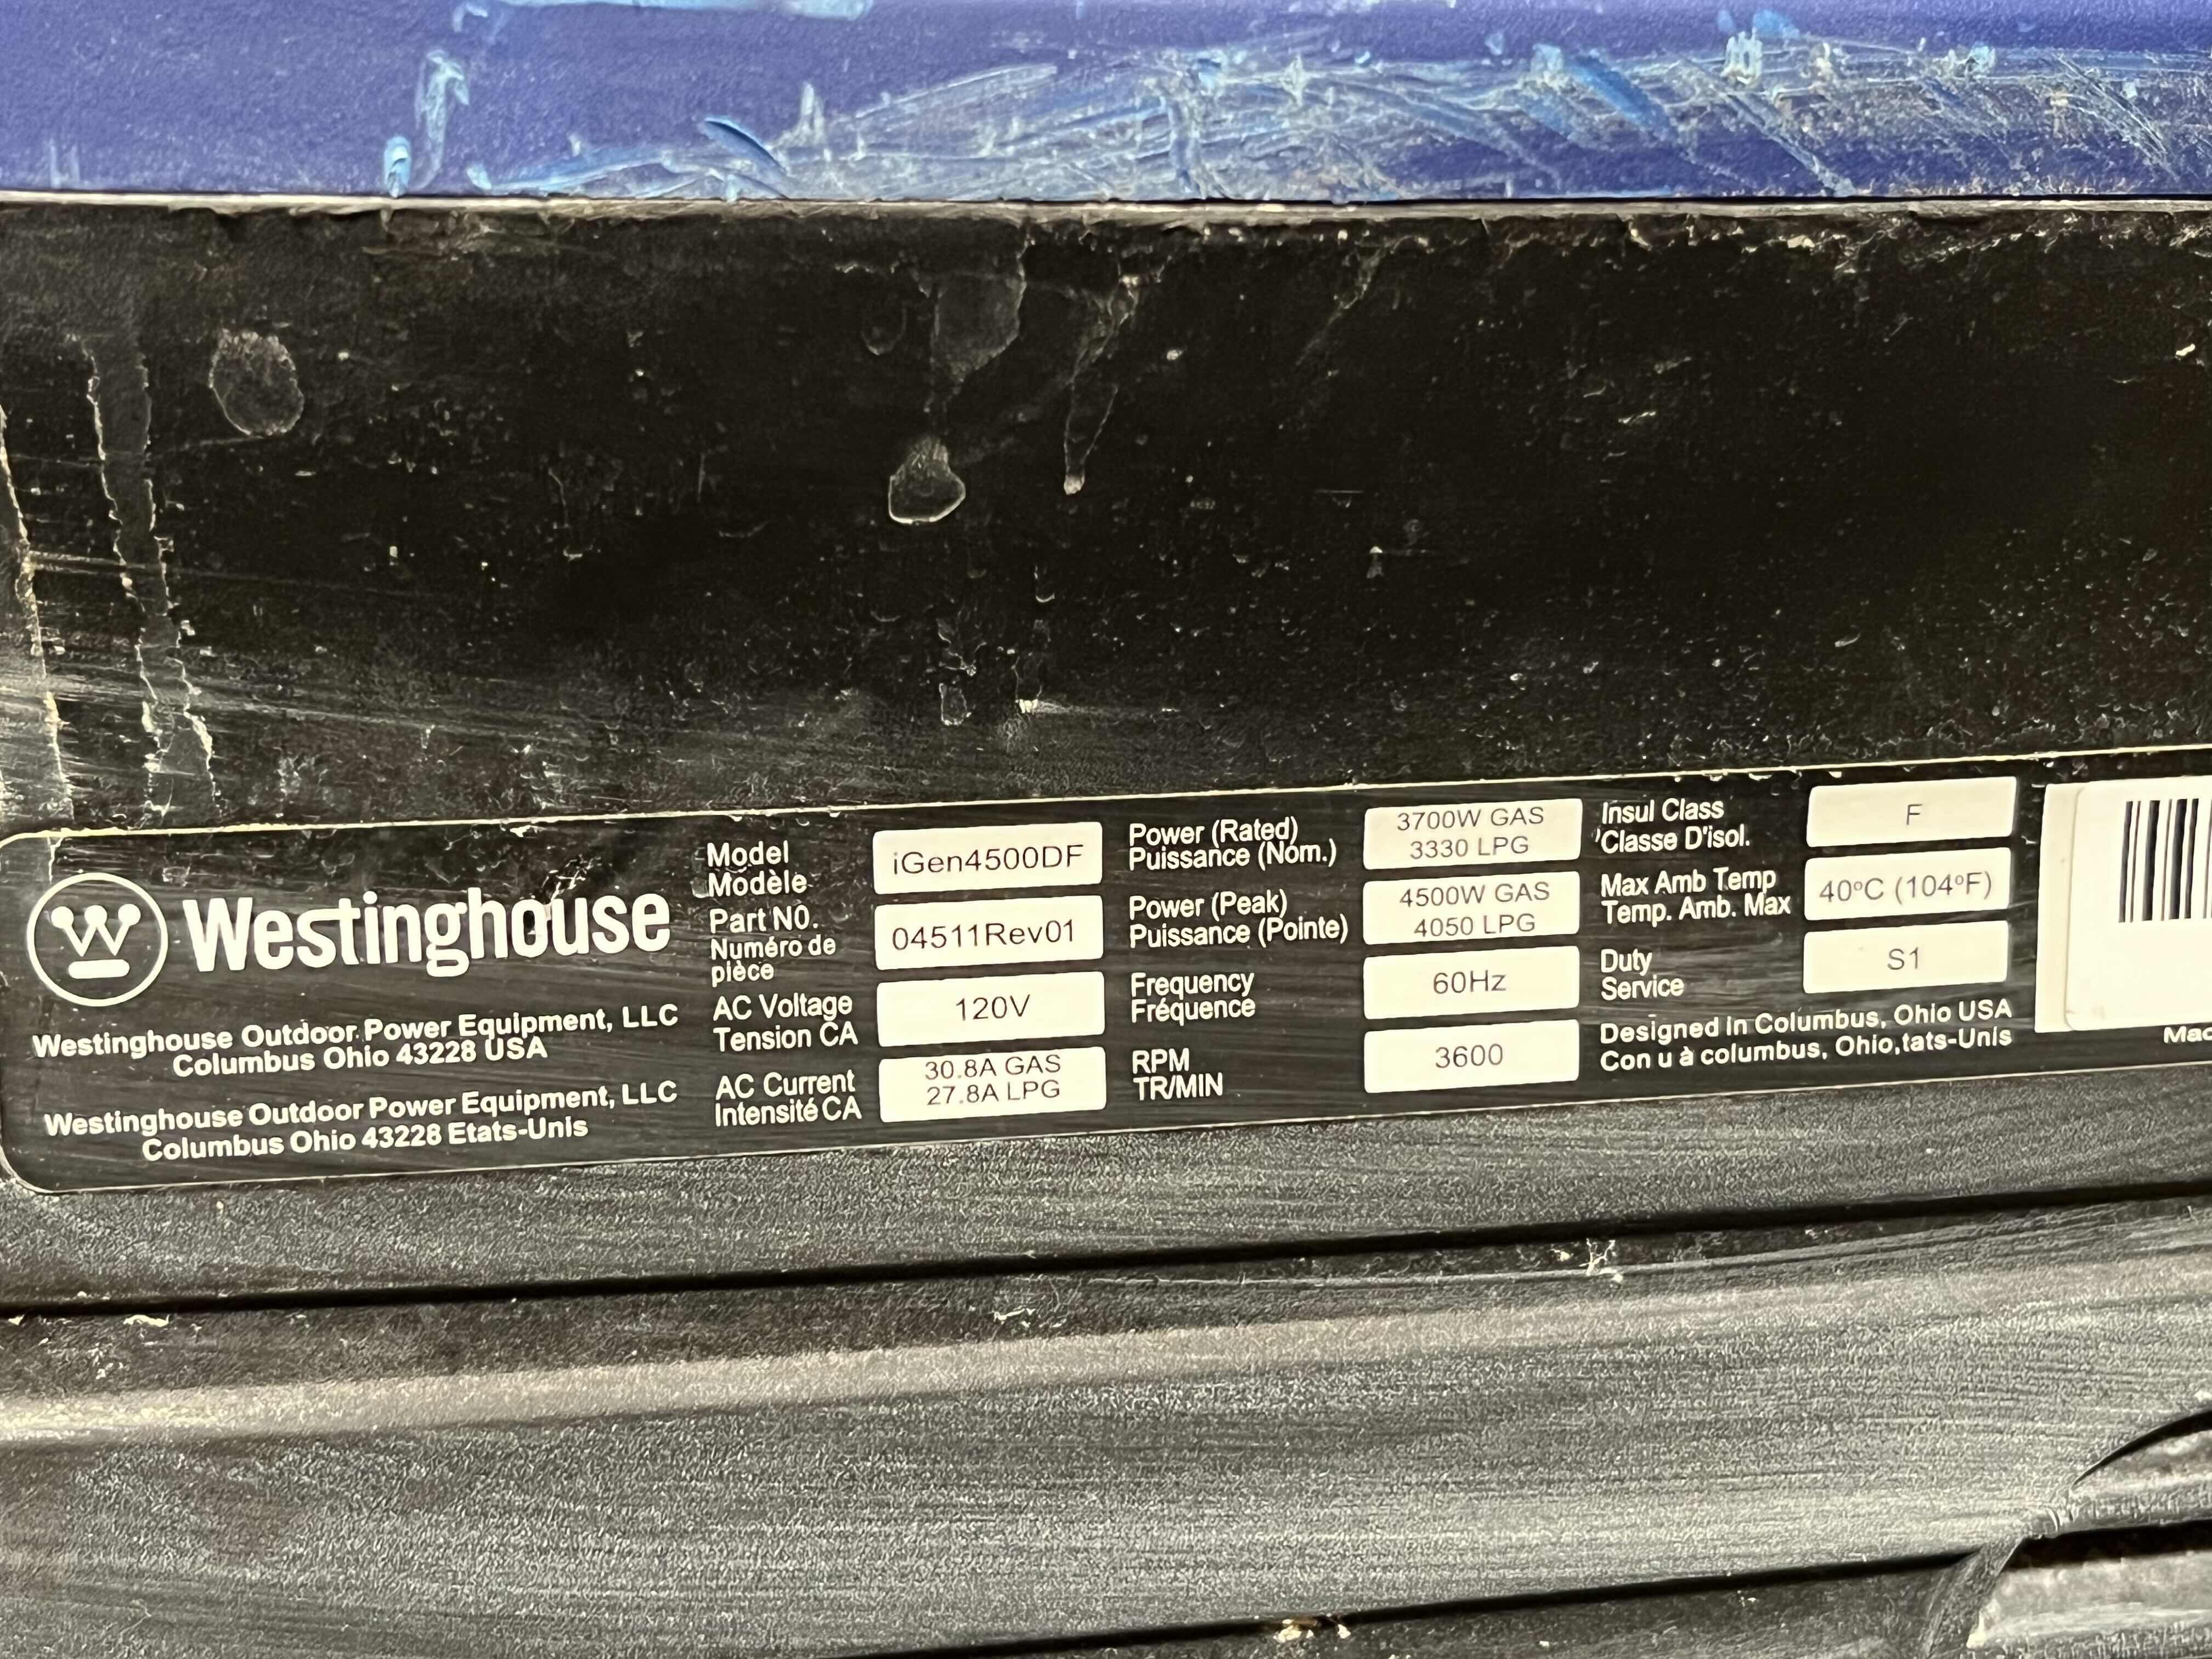 Westinghouse
Westinghouse Outdoor Power Equipment, LLC
Columbus Ohio 43228 USA
Westinghouse Outdoor Power Equipment, LLC
Columbus Ohio 43228 Etats-Unis
Model
Modèle
iGen4500DF
Part NO.
Numéro de
pièce
04511Rev01
AC Voltage
Tension CA
120V
AC Current
Intensité CA
30.8A GAS
27.8A LPG
Power (Rated)
Puissance (Nom.)
3700W GAS
3330 LPG
Power (Peak)
Puissance (Pointe)
4500W GAS
4050 LPG
Frequency
Fréquence
60Hz
RPM
TR/MIN
3600
Insul Class
Classe D'isol.
F
Max Amb Temp
Temp. Amb. Max
40ºC (104ºF)
Duty
Service
S1
Designed in Columbus, Ohio USA
Con u à columbus, Ohio,tats-Unis